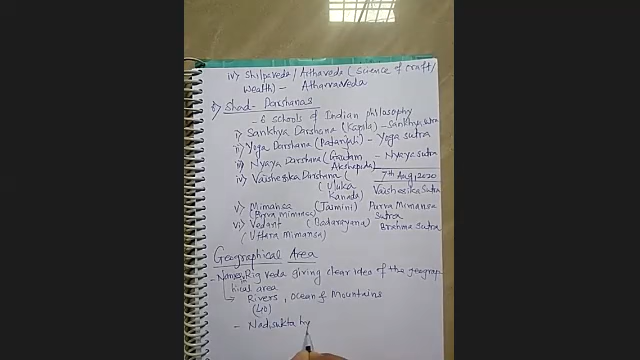 iv) Shilpaveda/Arthaveda (Science of craft/
wealth) - Atharvaveda
f) Shad-Darshanas
- 6 schools of Indian philosophy
i) Sankhya Darshana (Kapila) - Sankhya Sutra
ii) Yoga Darshana (Patanjali) - Yoga Sutra
iii) Nyaya Darshana (Gautam Akshapada) - Nyaya Sutra
iv) Vaisheshika Darshana (Uluka Kanada) Vaisheshika Sutra
7th Aug, 2020
v) Mimansa (Jaimini) Purva Mimansa
(Purva mimansa) Sutra
vi) Vedant (Badarayana) Brahma Sutra
(Uttara Mimansa)
Geographical Area
- Names in Rig veda giving clear idea of the geograp
hical area
→ Rivers, Ocean & Mountains
(40)
- Nadisukta hy